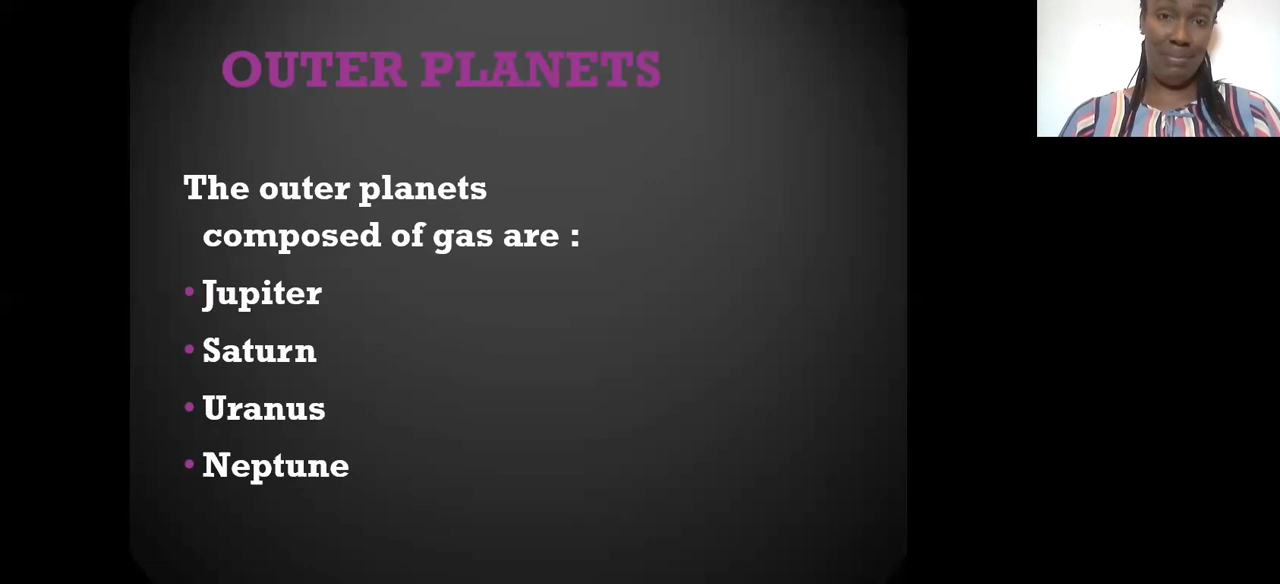 OUTER PLANETS
The outer planets
composed of gas are :
• Jupiter
• Saturn
• Uranus
• Neptune